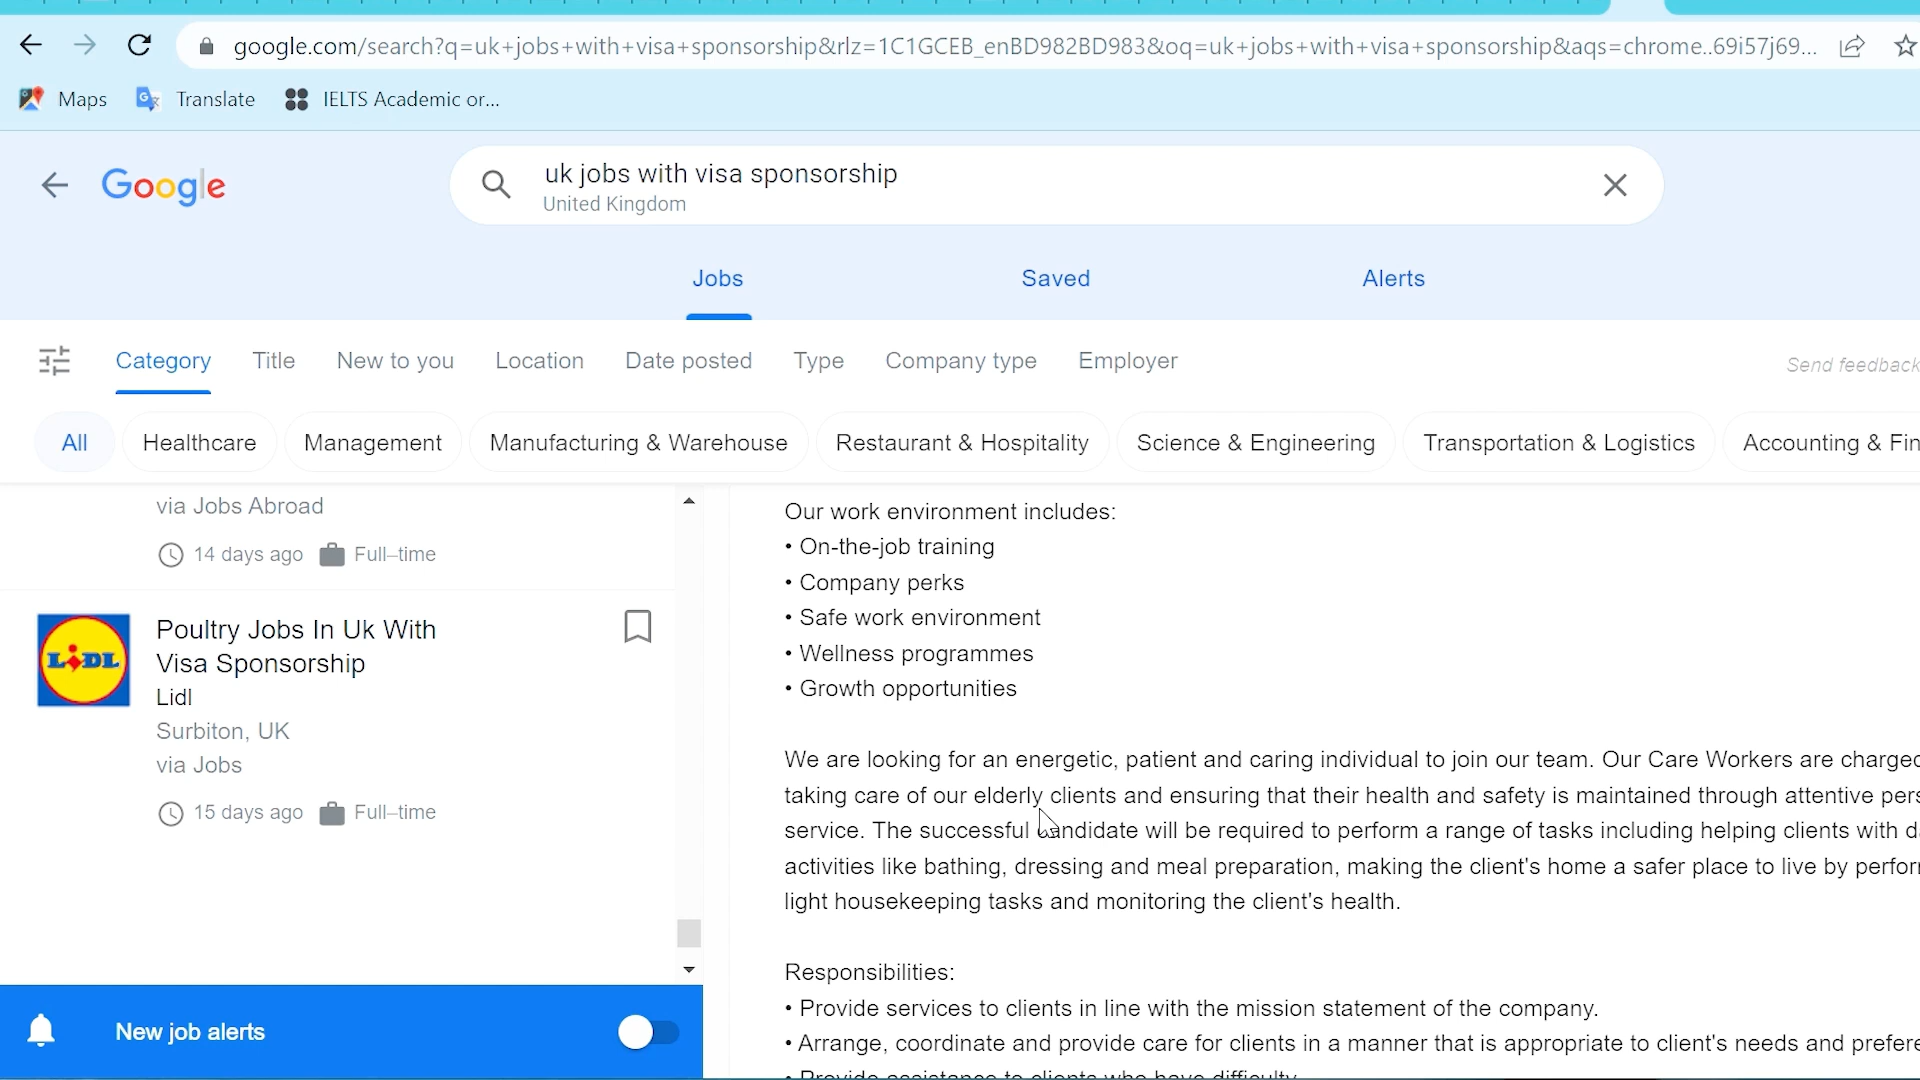 google.com/search?q=uk+jobs+with+visa+sponsorship&rlz=1C1GCEB_enBD982BD983&oq=uk+jobs+with+visa+sponsorship&aqs=chrome..69i57j69...
Maps Translate IELTS Academic or...
Google
uk jobs with visa sponsorship
United Kingdom
Jobs Saved Alerts
Category Title New to you Location Date posted Type Company type Employer
Send feedback
All Healthcare Management Manufacturing & Warehouse Restaurant & Hospitality Science & Engineering Transportation & Logistics Accounting & Fin
via Jobs Abroad
14 days ago Full–time
LIDL
Poultry Jobs In Uk With
Visa Sponsorship
Lidl
Surbiton, UK
via Jobs
15 days ago Full–time
New job alerts
Our work environment includes:
• On-the-job training
• Company perks
• Safe work environment
• Wellness programmes
• Growth opportunities
We are looking for an energetic, patient and caring individual to join our team. Our Care Workers are charged
taking care of our elderly clients and ensuring that their health and safety is maintained through attentive pers
service. The successful candidate will be required to perform a range of tasks including helping clients with d
activities like bathing, dressing and meal preparation, making the client's home a safer place to live by perfor
light housekeeping tasks and monitoring the client's health.
Responsibilities:
• Provide services to clients in line with the mission statement of the company.
• Arrange, coordinate and provide care for clients in a manner that is appropriate to client's needs and prefere
• Provide assistance to clients who have difficulty